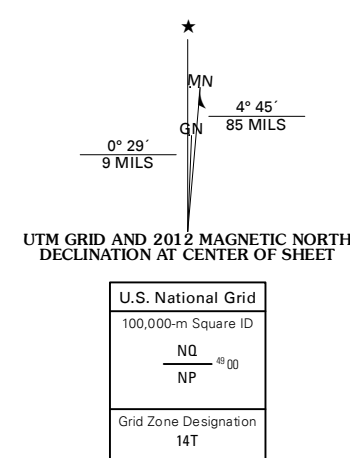 ★
MN
4° 45´
85 MILS
GN
0° 29´
9 MILS
UTM GRID AND 2012 MAGNETIC NORTH
DECLINATION AT CENTER OF SHEET
U.S. National Grid
100,000-m Square ID
NQ
49 00
NP
Grid Zone Designation
14T